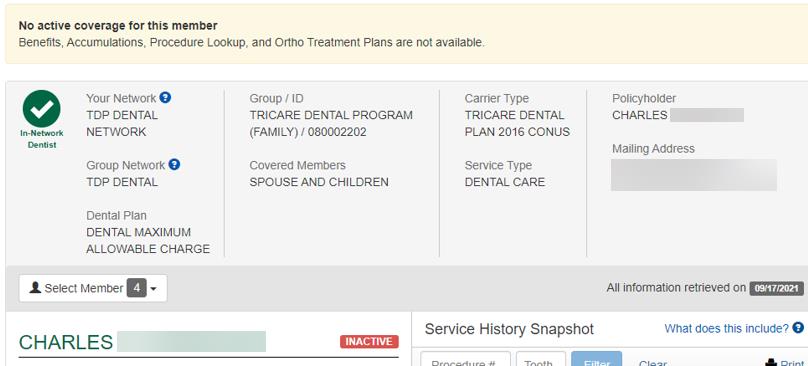 No active coverage for this member
Benefits, Accumulations, Procedure Lookup, and Ortho Treatment Plans are not available.
In-Network
Dentist
Your Network ?
TDP DENTAL
NETWORK
Group Network ?
TDP DENTAL
Dental Plan
DENTAL MAXIMUM
ALLOWABLE CHARGE
Group / ID
TRICARE DENTAL PROGRAM
(FAMILY) / 080002202
Covered Members
SPOUSE AND CHILDREN
Carrier Type
TRICARE DENTAL
PLAN 2016 CONUS
Service Type
DENTAL CARE
Policyholder
CHARLES
Mailing Address
Select Member 4
All information retrieved on 09/17/2021
CHARLES
INACTIVE
Service History Snapshot
What does this include? ?
Procedure #
Tooth
Filter
Clear
Print